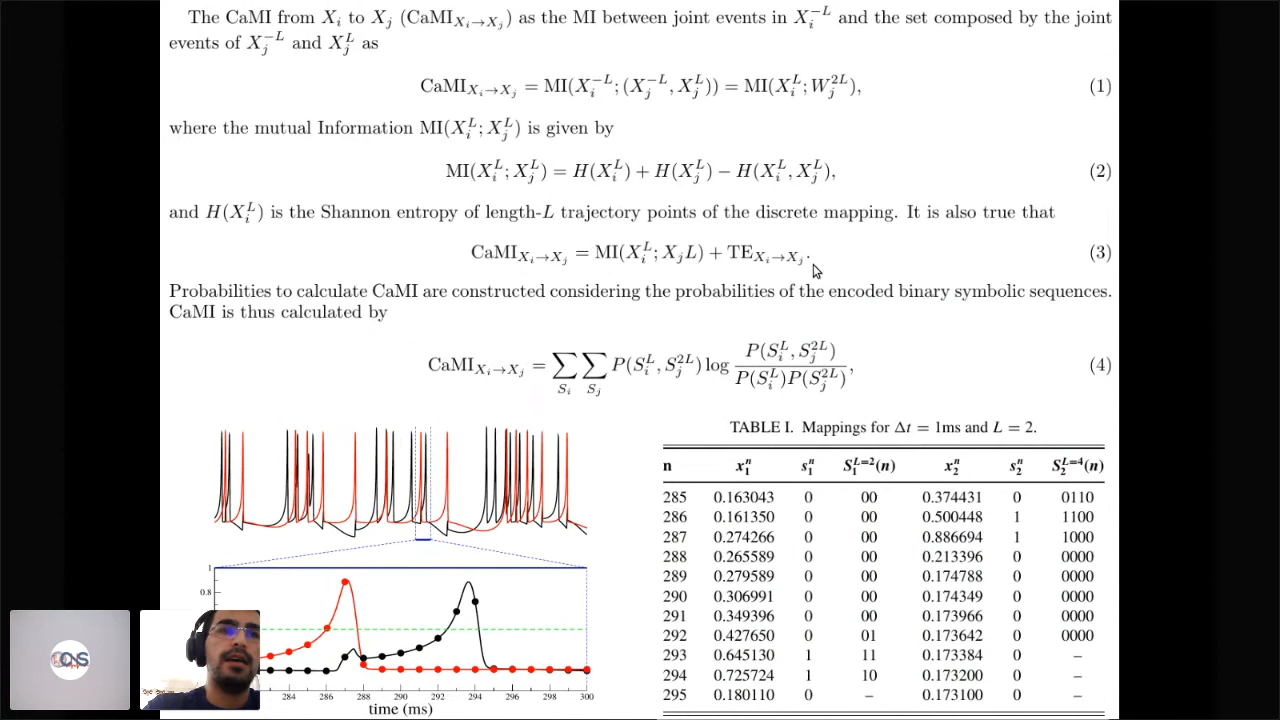 The CaMI from X_i to X_j (CaMI_{X_i→X_j}) as the MI between joint events in X_i^{-L} and the set composed by the joint
events of X_j^{-L} and X_j^L as
CaMI_{X_i→X_j} = MI(X_i^{-L}; (X_j^{-L}, X_j^L)) = MI(X_i^L; W_j^{2L}), (1)
where the mutual Information MI(X_i^L; X_j^L) is given by
MI(X_i^L; X_j^L) = H(X_i^L) + H(X_j^L) − H(X_i^L, X_j^L), (2)
and H(X_i^L) is the Shannon entropy of length-L trajectory points of the discrete mapping. It is also true that
CaMI_{X_i→X_j} = MI(X_i^L; X_jL) + TE_{X_i→X_j}. (3)
Probabilities to calculate CaMI are constructed considering the probabilities of the encoded binary symbolic sequences.
CaMI is thus calculated by
CaMI_{X_i→X_j} = ∑_{S_i} ∑_{S_j} P(S_i^L, S_j^{2L}) log P(S_i^L, S_j^{2L}) / P(S_i^L)P(S_j^{2L}), (4)
TABLE I. Mappings for Δt = 1ms and L = 2.
n x_1^n s_1^n S_1^{L=2}(n) x_2^n s_2^n S_2^{L=4}(n)
285 0.163043 0 00 0.374431 0 0110
286 0.161350 0 00 0.500448 1 1100
287 0.274266 0 00 0.886694 1 1000
288 0.265589 0 00 0.213396 0 0000
289 0.279589 0 00 0.174788 0 0000
290 0.306991 0 00 0.174349 0 0000
291 0.349396 0 00 0.173966 0 0000
292 0.427650 0 01 0.173642 0 0000
293 0.645130 1 11 0.173384 0 –
294 0.725724 1 10 0.173200 0 –
295 0.180110 0 – 0.173100 0 –
1
0.8
284 286 288 290 292 294 296 298 300
time (ms)